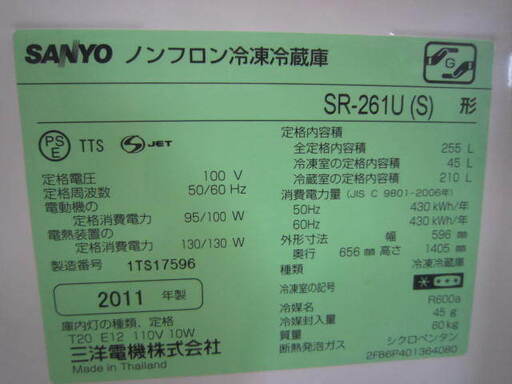 SANYO ノンフロン冷凍冷蔵庫
G
SR-261U (S) 形
PS E TTS S JET
定格電圧 100 V
定格周波数 50/60 Hz
電動機の
定格消費電力 95/100 W
電熱装置の
定格消費電力 130/130 W
製造番号 1TS17596
2011 年製
庫内灯の種類、定格
T20 E12 110V 10W
三洋電機株式会社
Made in Thailand
定格内容積
全定格内容積 255 L
冷凍室の定格内容積 45 L
冷蔵室の定格内容積 210 L
消費電力量 (JIS C 9801-2006年)
50Hz 430 kWh/年
60Hz 430 kWh/年
外形寸法 幅 596 mm
奥行 656 mm 高さ 1405 mm
種類 冷凍冷蔵庫
冷凍室の記号
冷媒名 R600a
冷媒封入量 45 g
質量 60kg
断熱発泡ガス シクロペンタン
2FB6P401364080